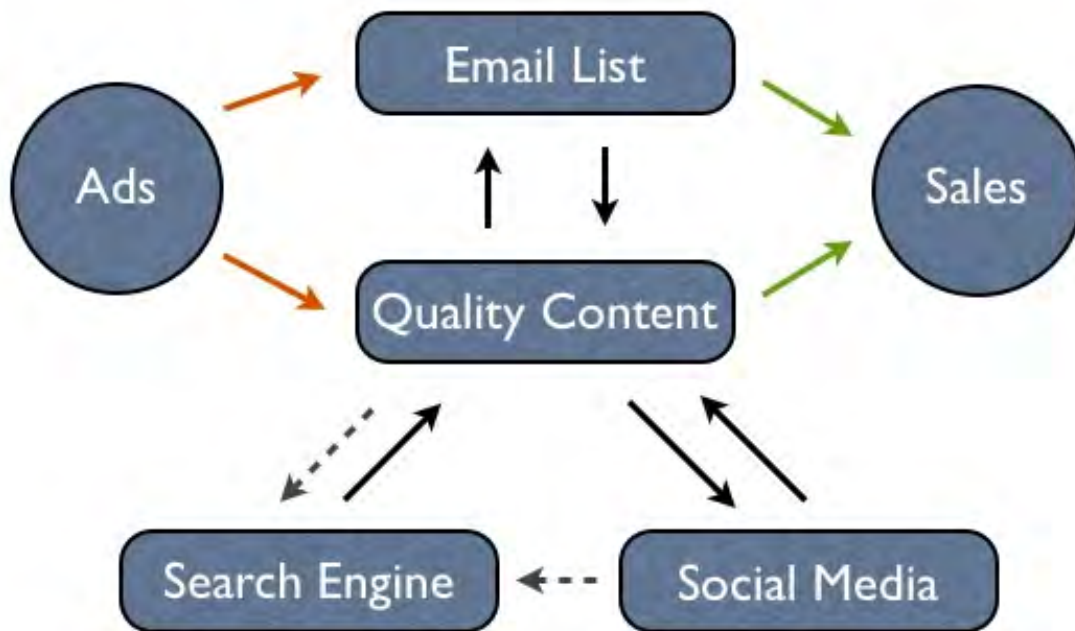 Email List
Ads
Sales
Quality Content
Search Engine
Social Media